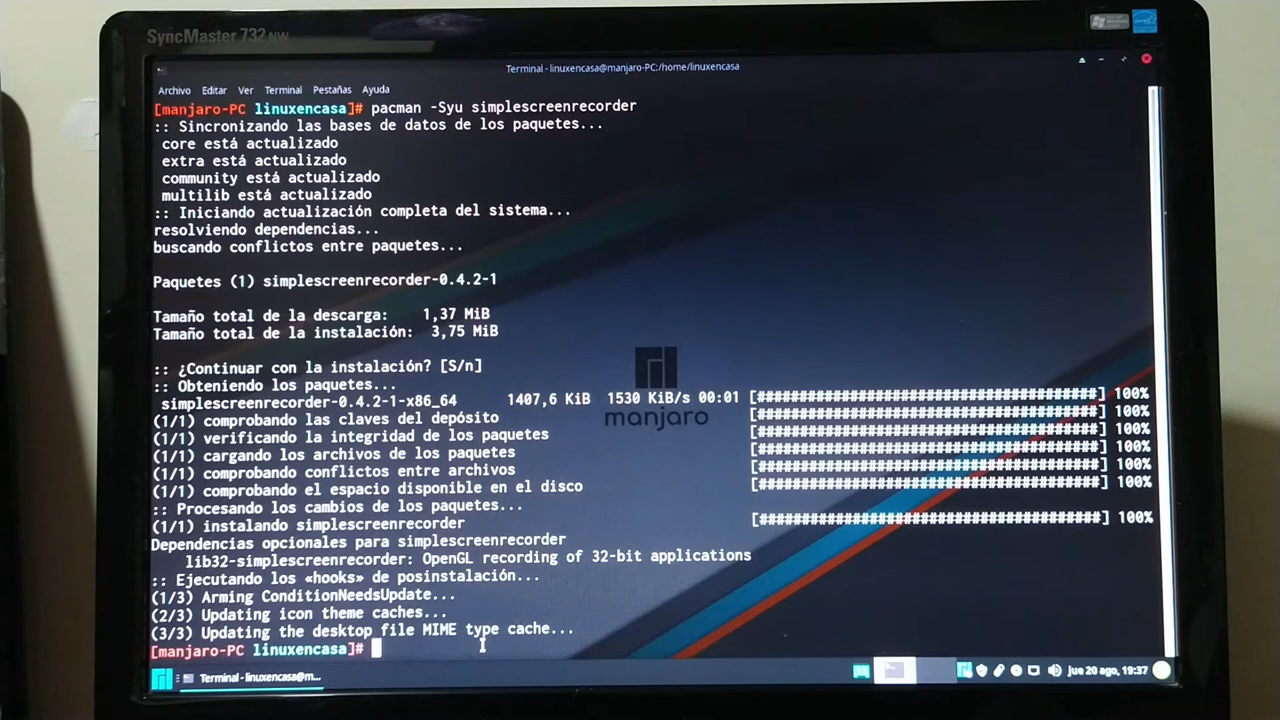 SyncMaster 732NW
Terminal - linuxencasa@manjaro-PC:/home/linuxencasa
Archivo Editar Ver Terminal Pestañas Ayuda
[manjaro-PC linuxencasa]# pacman -Syu simplescreenrecorder
:: Sincronizando las bases de datos de los paquetes...
core está actualizado
extra está actualizado
community está actualizado
multilib está actualizado
:: Iniciando actualización completa del sistema...
resolviendo dependencias...
buscando conflictos entre paquetes...
Paquetes (1) simplescreenrecorder-0.4.2-1
Tamaño total de la descarga: 1,37 MiB
Tamaño total de la instalación: 3,75 MiB
:: ¿Continuar con la instalación? [S/n]
:: Obteniendo los paquetes...
simplescreenrecorder-0.4.2-1-x86_64 1407,6 KiB 1530 KiB/s 00:01 [########################################] 100%
(1/1) comprobando las claves del depósito [########################################] 100%
(1/1) verificando la integridad de los paquetes [########################################] 100%
(1/1) cargando los archivos de los paquetes [########################################] 100%
(1/1) comprobando conflictos entre archivos [########################################] 100%
(1/1) comprobando el espacio disponible en el disco [########################################] 100%
:: Procesando los cambios de los paquetes...
(1/1) instalando simplescreenrecorder [########################################] 100%
Dependencias opcionales para simplescreenrecorder
lib32-simplescreenrecorder: OpenGL recording of 32-bit applications
:: Ejecutando los «hooks» de posinstalación...
(1/3) Arming ConditionNeedsUpdate...
(2/3) Updating icon theme caches...
(3/3) Updating the desktop file MIME type cache...
[manjaro-PC linuxencasa]#
manjaro
Terminal - linuxencasa@m...
jue 20 ago, 19:37